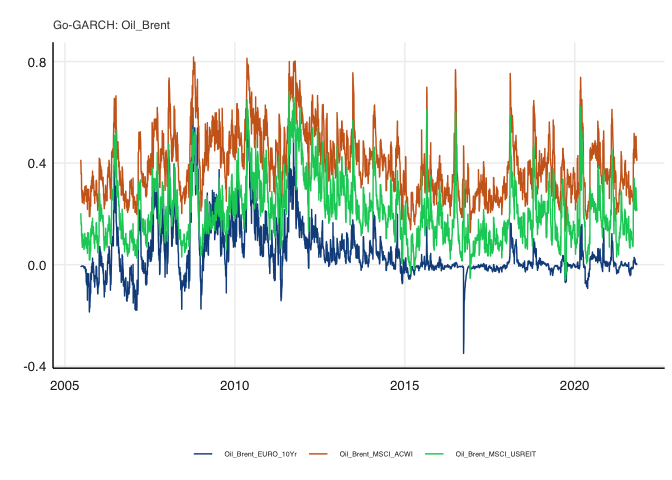 Go-GARCH: Oil_Brent
0.8
0.4
0.0
-0.4
2005 2010 2015 2020
Oil_Brent_EURO_10Yr Oil_Brent_MSCI_ACWI Oil_Brent_MSCI_USREIT